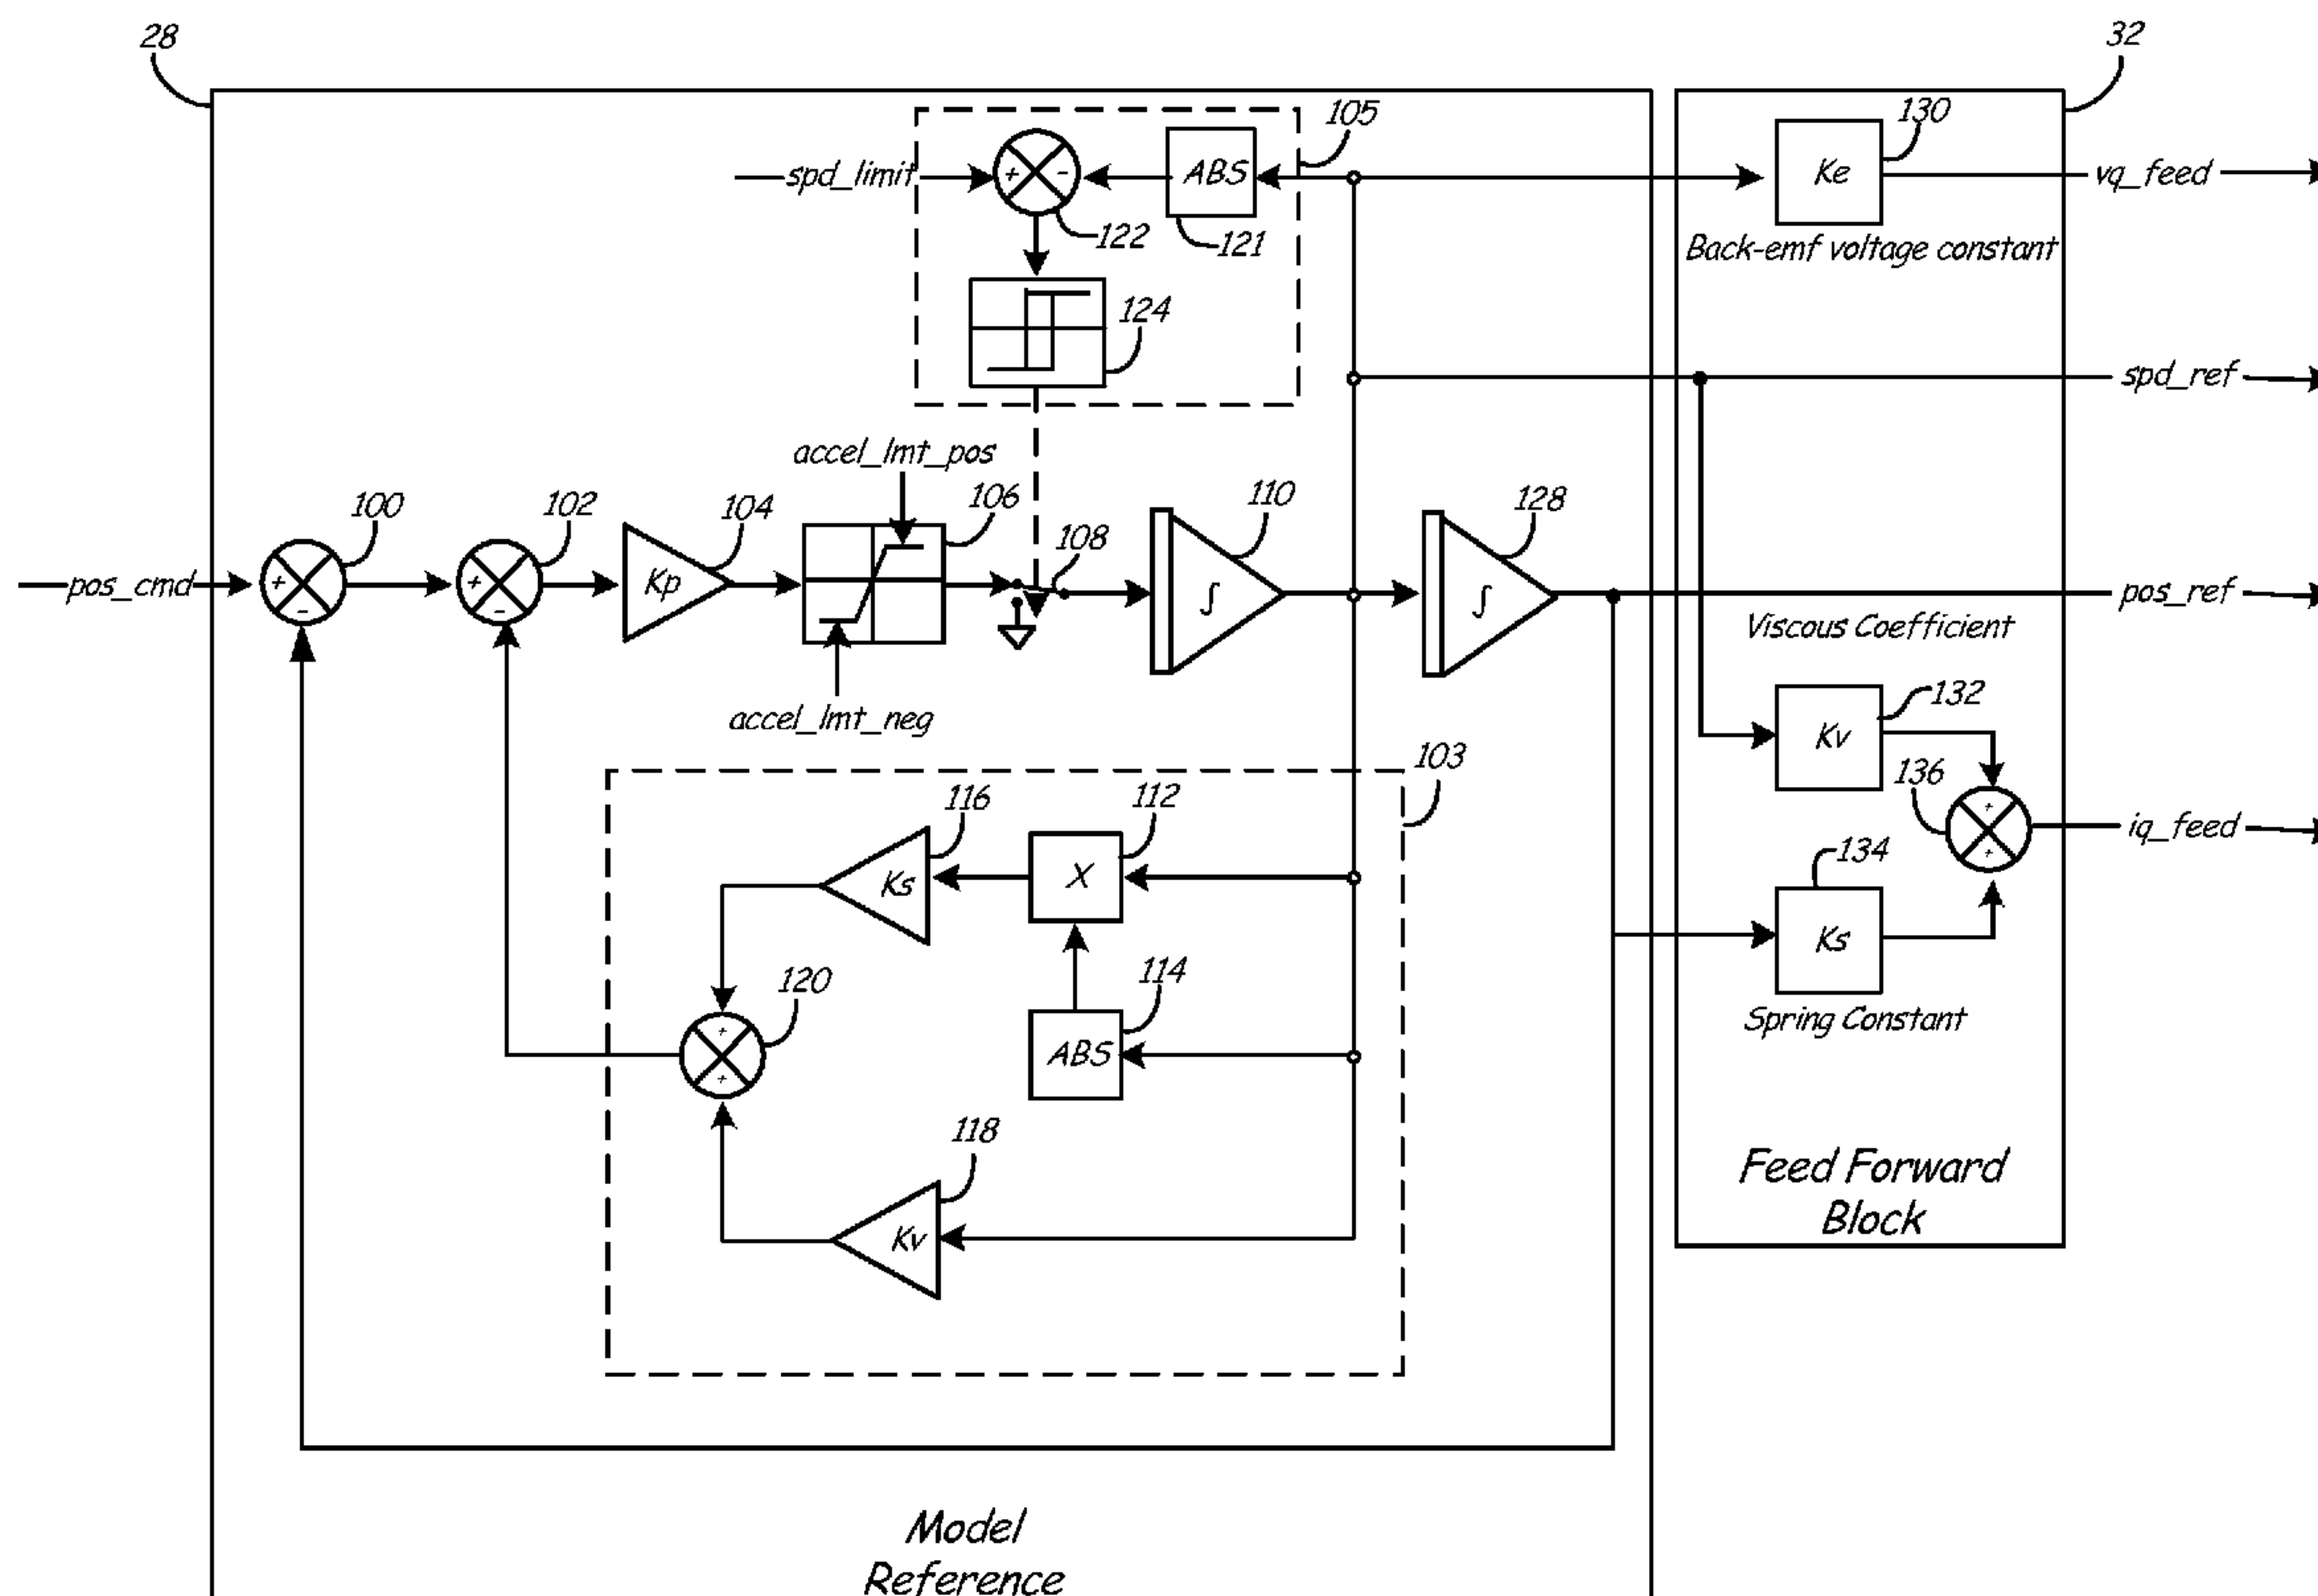 28
32
105
130
spd_limit
+
-
ABS
Ke
vq_feed
122
121
Back-emf voltage constant
124
spd_ref
accel_lmt_pos
100
102
104
106
108
110
128
pos_cmd
+
-
+
-
Kp
∫
∫
pos_ref
Viscous Coefficient
accel_lmt_neg
132
Kv
103
136
116
112
+
+
iq_feed
Ks
X
134
Ks
120
114
+
+
ABS
Spring Constant
118
Kv
Feed Forward
Block
Model
Reference